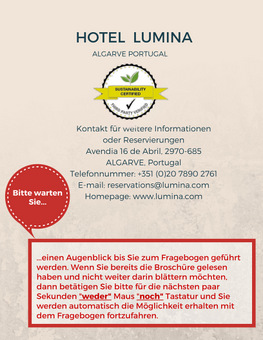 HOTEL LUMINA
ALGARVE PORTUGAL
SUSTAINABILITY
CERTIFIED
THIRD PARTY VERIFIED
Kontakt für weitere Informationen
oder Reservierungen
Avendia 16 de Abril, 2970-685
ALGARVE, Portugal
Telefonnummer: +351 (0)20 7890 2761
E-mail: reservations@lumina.com
Homepage: www.lumina.com
Bitte warten
Sie...
...einen Augenblick bis Sie zum Fragebogen geführt
werden. Wenn Sie bereits die Broschüre gelesen
haben und nicht weiter darin blättern möchten,
dann betätigen Sie bitte für die nächsten paar
Sekunden "weder" Maus "noch" Tastatur und Sie
werden automatisch die Möglichkeit erhalten mit
dem Fragebogen fortzufahren.